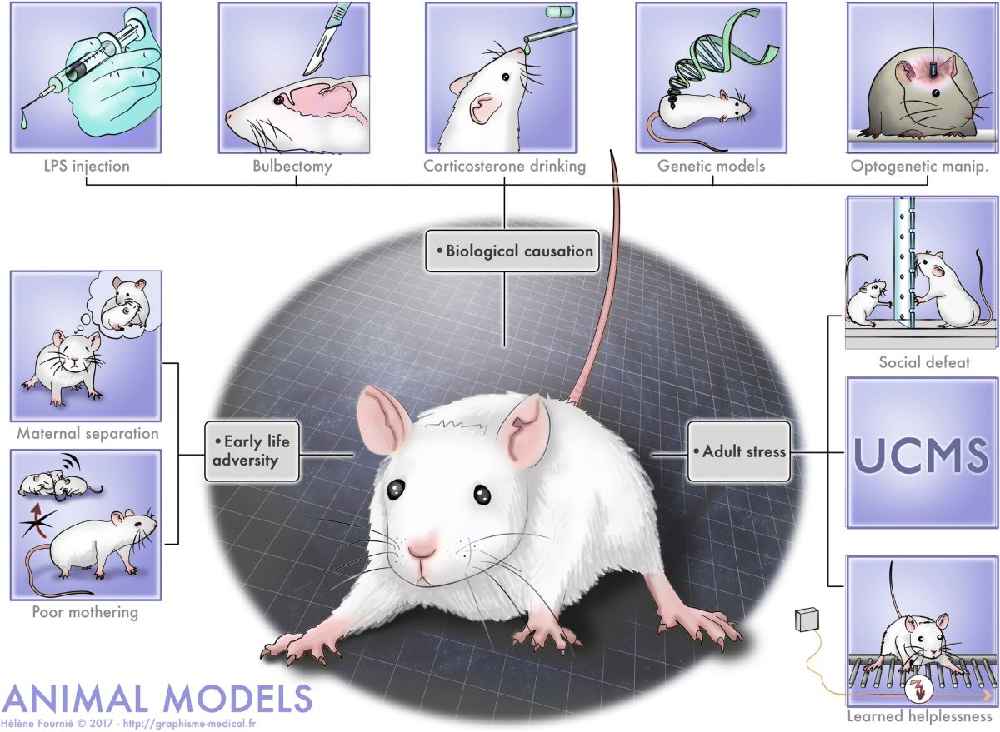 LPS injection
Bulbectomy
Corticosterone drinking
Genetic models
Optogenetic manip.
• Biological causation
Maternal separation
Poor mothering
• Early life
adversity
• Adult stress
Social defeat
UCMS
Learned helplessness
ANIMAL MODELS
Hélène Fournié © 2017 - http://graphisme-medical.fr